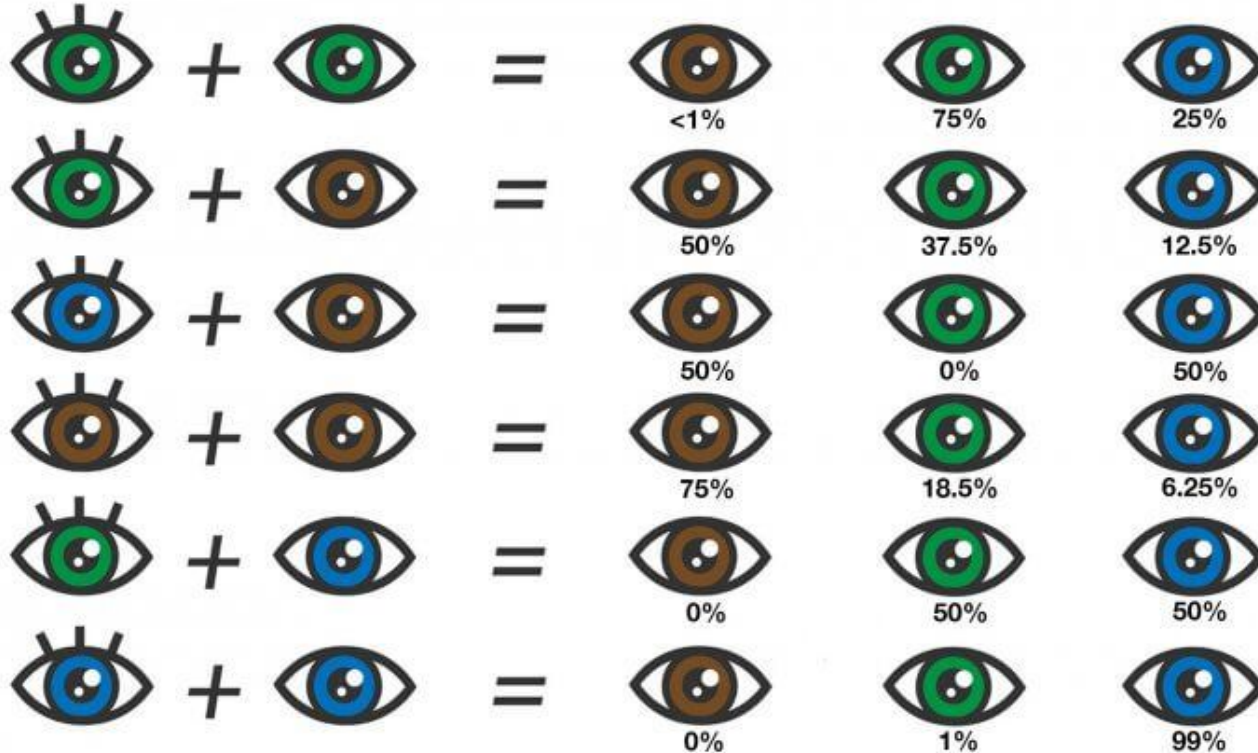 + =
<1% 75% 25%
+ =
50% 37.5% 12.5%
+ =
50% 0% 50%
+ =
75% 18.5% 6.25%
+ =
0% 50% 50%
+ =
0% 1% 99%